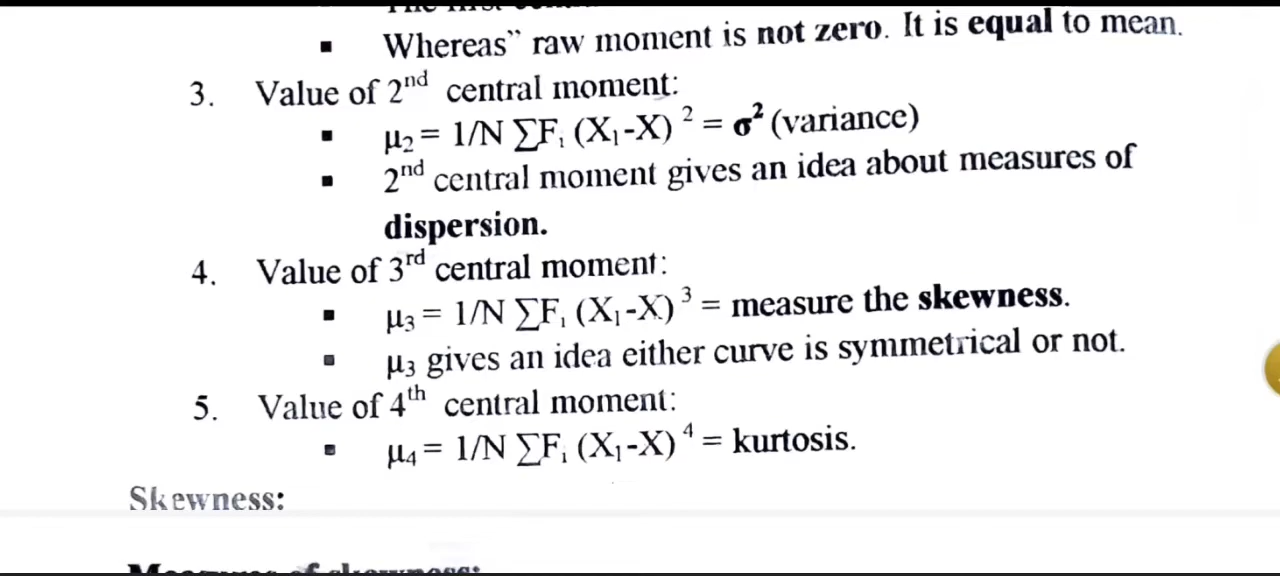 ▪ Whereas” raw moment is not zero. It is equal to mean.
3. Value of 2ⁿᵈ central moment:
▪ μ₂ = 1/N ∑Fᵢ (X₁-X) ² = σ² (variance)
▪ 2ⁿᵈ central moment gives an idea about measures of
dispersion.
4. Value of 3ʳᵈ central moment:
▪ μ₃ = 1/N ∑Fᵢ (X₁-X) ³ = measure the skewness.
▪ μ₃ gives an idea either curve is symmetrical or not.
5. Value of 4ᵗʰ central moment:
▪ μ₄ = 1/N ∑Fᵢ (X₁-X) ⁴ = kurtosis.
Skewness: